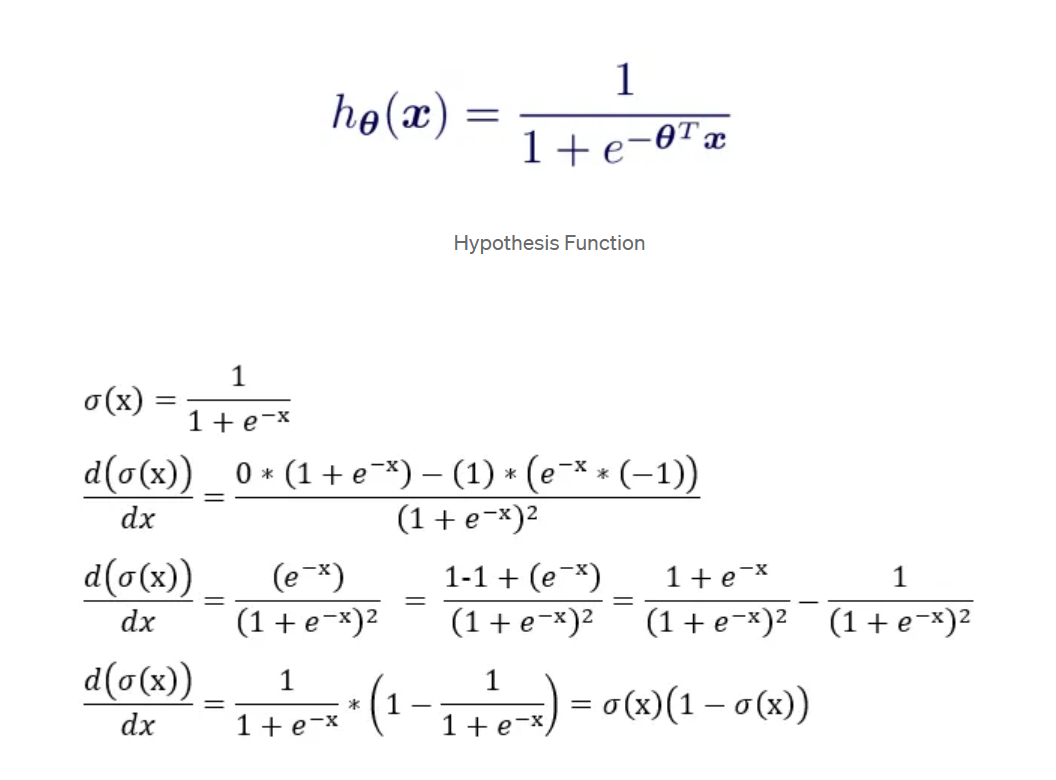 h_θ(x) = 1 / (1 + e^{−θ^T x})
Hypothesis Function
σ(x) = 1 / (1 + e^{−x})
d(σ(x)) / dx = (0 * (1 + e^{−x}) − (1) * (e^{−x} * (−1))) / (1 + e^{−x})²
d(σ(x)) / dx = (e^{−x}) / (1 + e^{−x})² = (1-1 + (e^{−x})) / (1 + e^{−x})² = (1 + e^{−x}) / (1 + e^{−x})² − 1 / (1 + e^{−x})²
d(σ(x)) / dx = 1 / (1 + e^{−x}) * (1 − 1 / (1 + e^{−x})) = σ(x)(1 − σ(x))